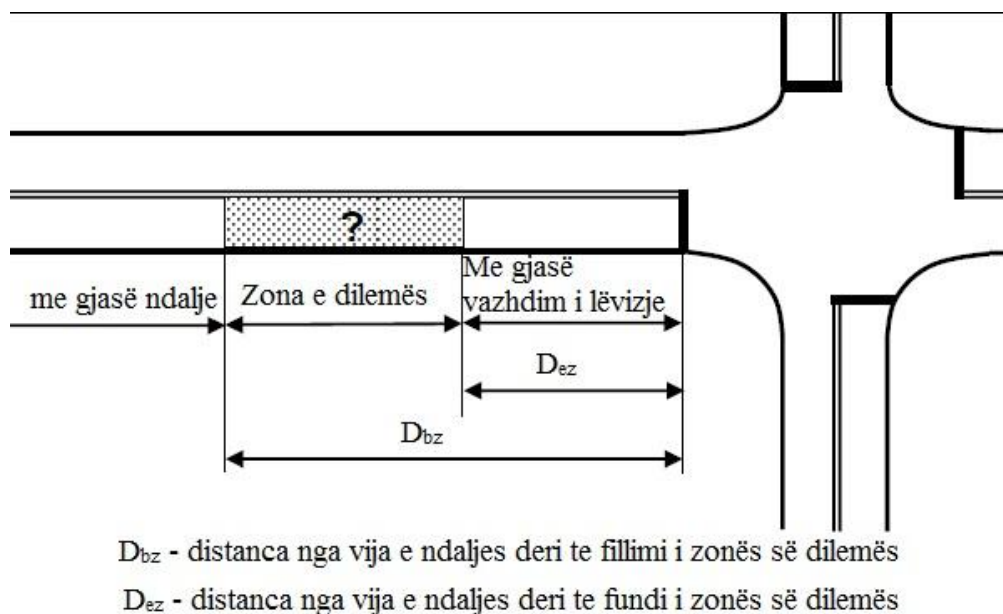 ?
me gjasë ndalje
Zona e dilemës
Me gjasë
vazhdim i lëvizje
Dez
Dbz
Dbz - distanca nga vija e ndaljes deri te fillimi i zonës së dilemës
Dez - distanca nga vija e ndaljes deri te fundi i zonës së dilemës